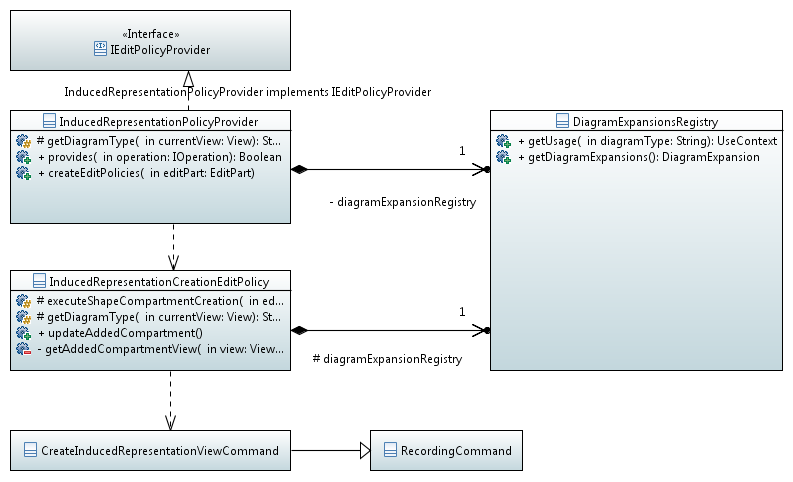 «Interface»
IEditPolicyProvider
InducedRepresentationPolicyProvider implements IEditPolicyProvider
InducedRepresentationPolicyProvider
# getDiagramType( in currentView: View): St...
+ provides( in operation: IOperation): Boolean
+ createEditPolicies( in editPart: EditPart)
DiagramExpansionsRegistry
+ getUsage( in diagramType: String): UseContext
+ getDiagramExpansions(): DiagramExpansion
1
- diagramExpansionRegistry
InducedRepresentationCreationEditPolicy
# executeShapeCompartmentCreation( in ed...
# getDiagramType( in currentView: View): St...
+ updateAddedCompartment()
- getAddedCompartmentView( in view: View...
1
# diagramExpansionRegistry
CreateInducedRepresentationViewCommand
RecordingCommand